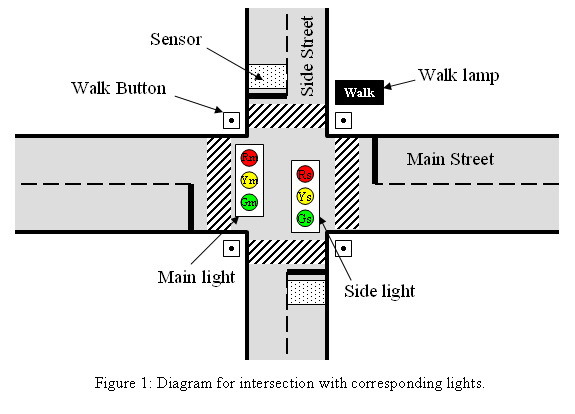 Sensor
Side Street
Walk Button
Walk lamp
Walk
Main Street
Rm
Ym
Gm
Rs
Ys
Gs
Main light
Side light
Figure 1: Diagram for intersection with corresponding lights.